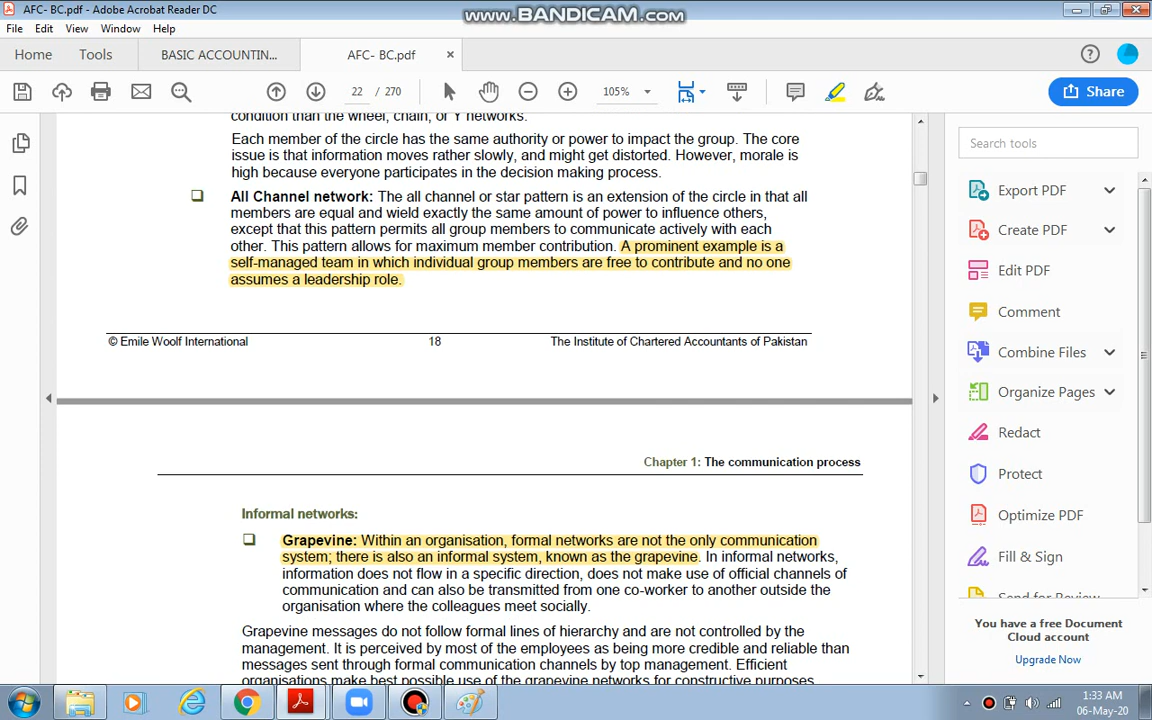 AFC- BC.pdf - Adobe Acrobat Reader DC
www.BANDICAM.com
File Edit View Window Help
Home Tools BASIC ACCOUNTIN... AFC- BC.pdf ×
22 / 270 105% Share
condition than the wheel, chain, or Y networks.
Each member of the circle has the same authority or power to impact the group. The core
issue is that information moves rather slowly, and might get distorted. However, morale is
high because everyone participates in the decision making process.
All Channel network: The all channel or star pattern is an extension of the circle in that all
members are equal and wield exactly the same amount of power to influence others,
except that this pattern permits all group members to communicate actively with each
other. This pattern allows for maximum member contribution. A prominent example is a
self-managed team in which individual group members are free to contribute and no one
assumes a leadership role.
© Emile Woolf International 18 The Institute of Chartered Accountants of Pakistan
Chapter 1: The communication process
Informal networks:
Grapevine: Within an organisation, formal networks are not the only communication
system; there is also an informal system, known as the grapevine. In informal networks,
information does not flow in a specific direction, does not make use of official channels of
communication and can also be transmitted from one co-worker to another outside the
organisation where the colleagues meet socially.
Grapevine messages do not follow formal lines of hierarchy and are not controlled by the
management. It is perceived by most of the employees as being more credible and reliable than
messages sent through formal communication channels by top management. Efficient
organisations make best possible use of the grapevine networks for constructive purposes
Search tools
Export PDF
Create PDF
Edit PDF
Comment
Combine Files
Organize Pages
Redact
Protect
Optimize PDF
Fill & Sign
Send for Review
You have a free Document
Cloud account
Upgrade Now
1:33 AM
06-May-20